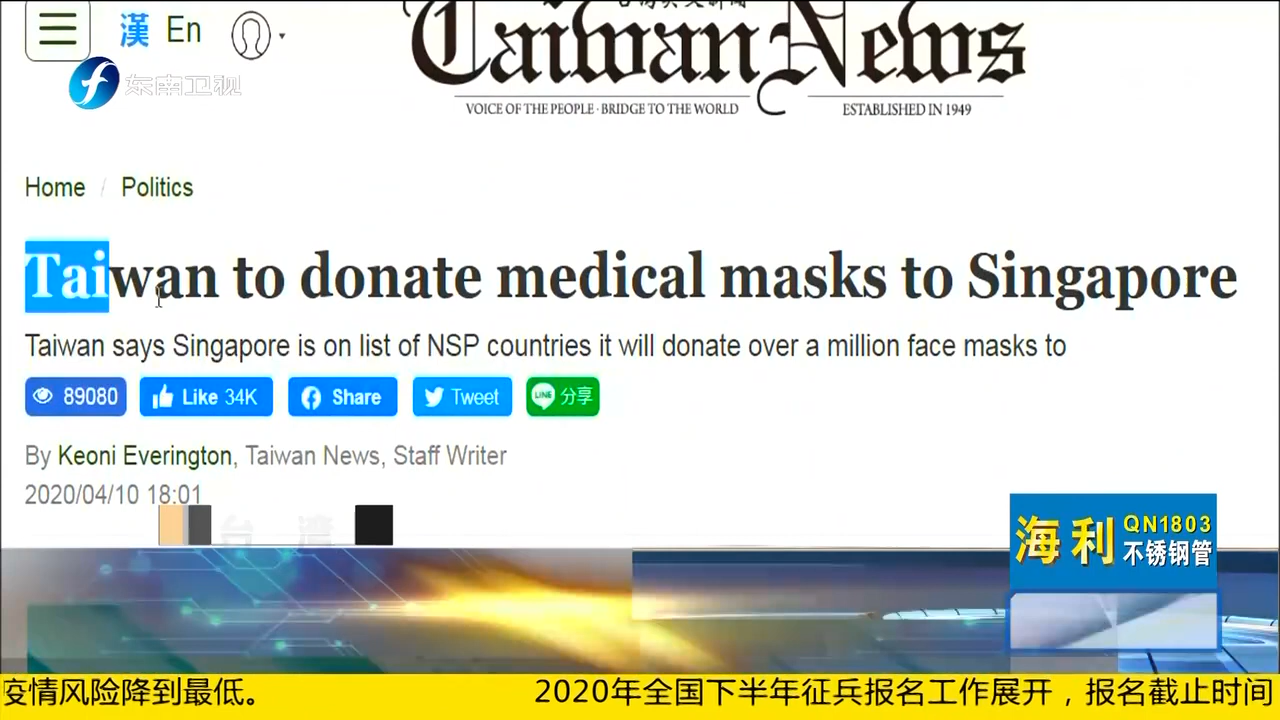 漢 En
Taiwan News
东南卫视
VOICE OF THE PEOPLE · BRIDGE TO THE WORLD
ESTABLISHED IN 1949
Home / Politics
Taiwan to donate medical masks to Singapore
Taiwan says Singapore is on list of NSP countries it will donate over a million face masks to
89080 Like 34K Share Tweet LINE 分享
By Keoni Everington, Taiwan News, Staff Writer
2020/04/10 18:01
台 湾
海利 QN1803
不锈钢管
疫情风险降到最低。 2020年全国下半年征兵报名工作展开，报名截止时间